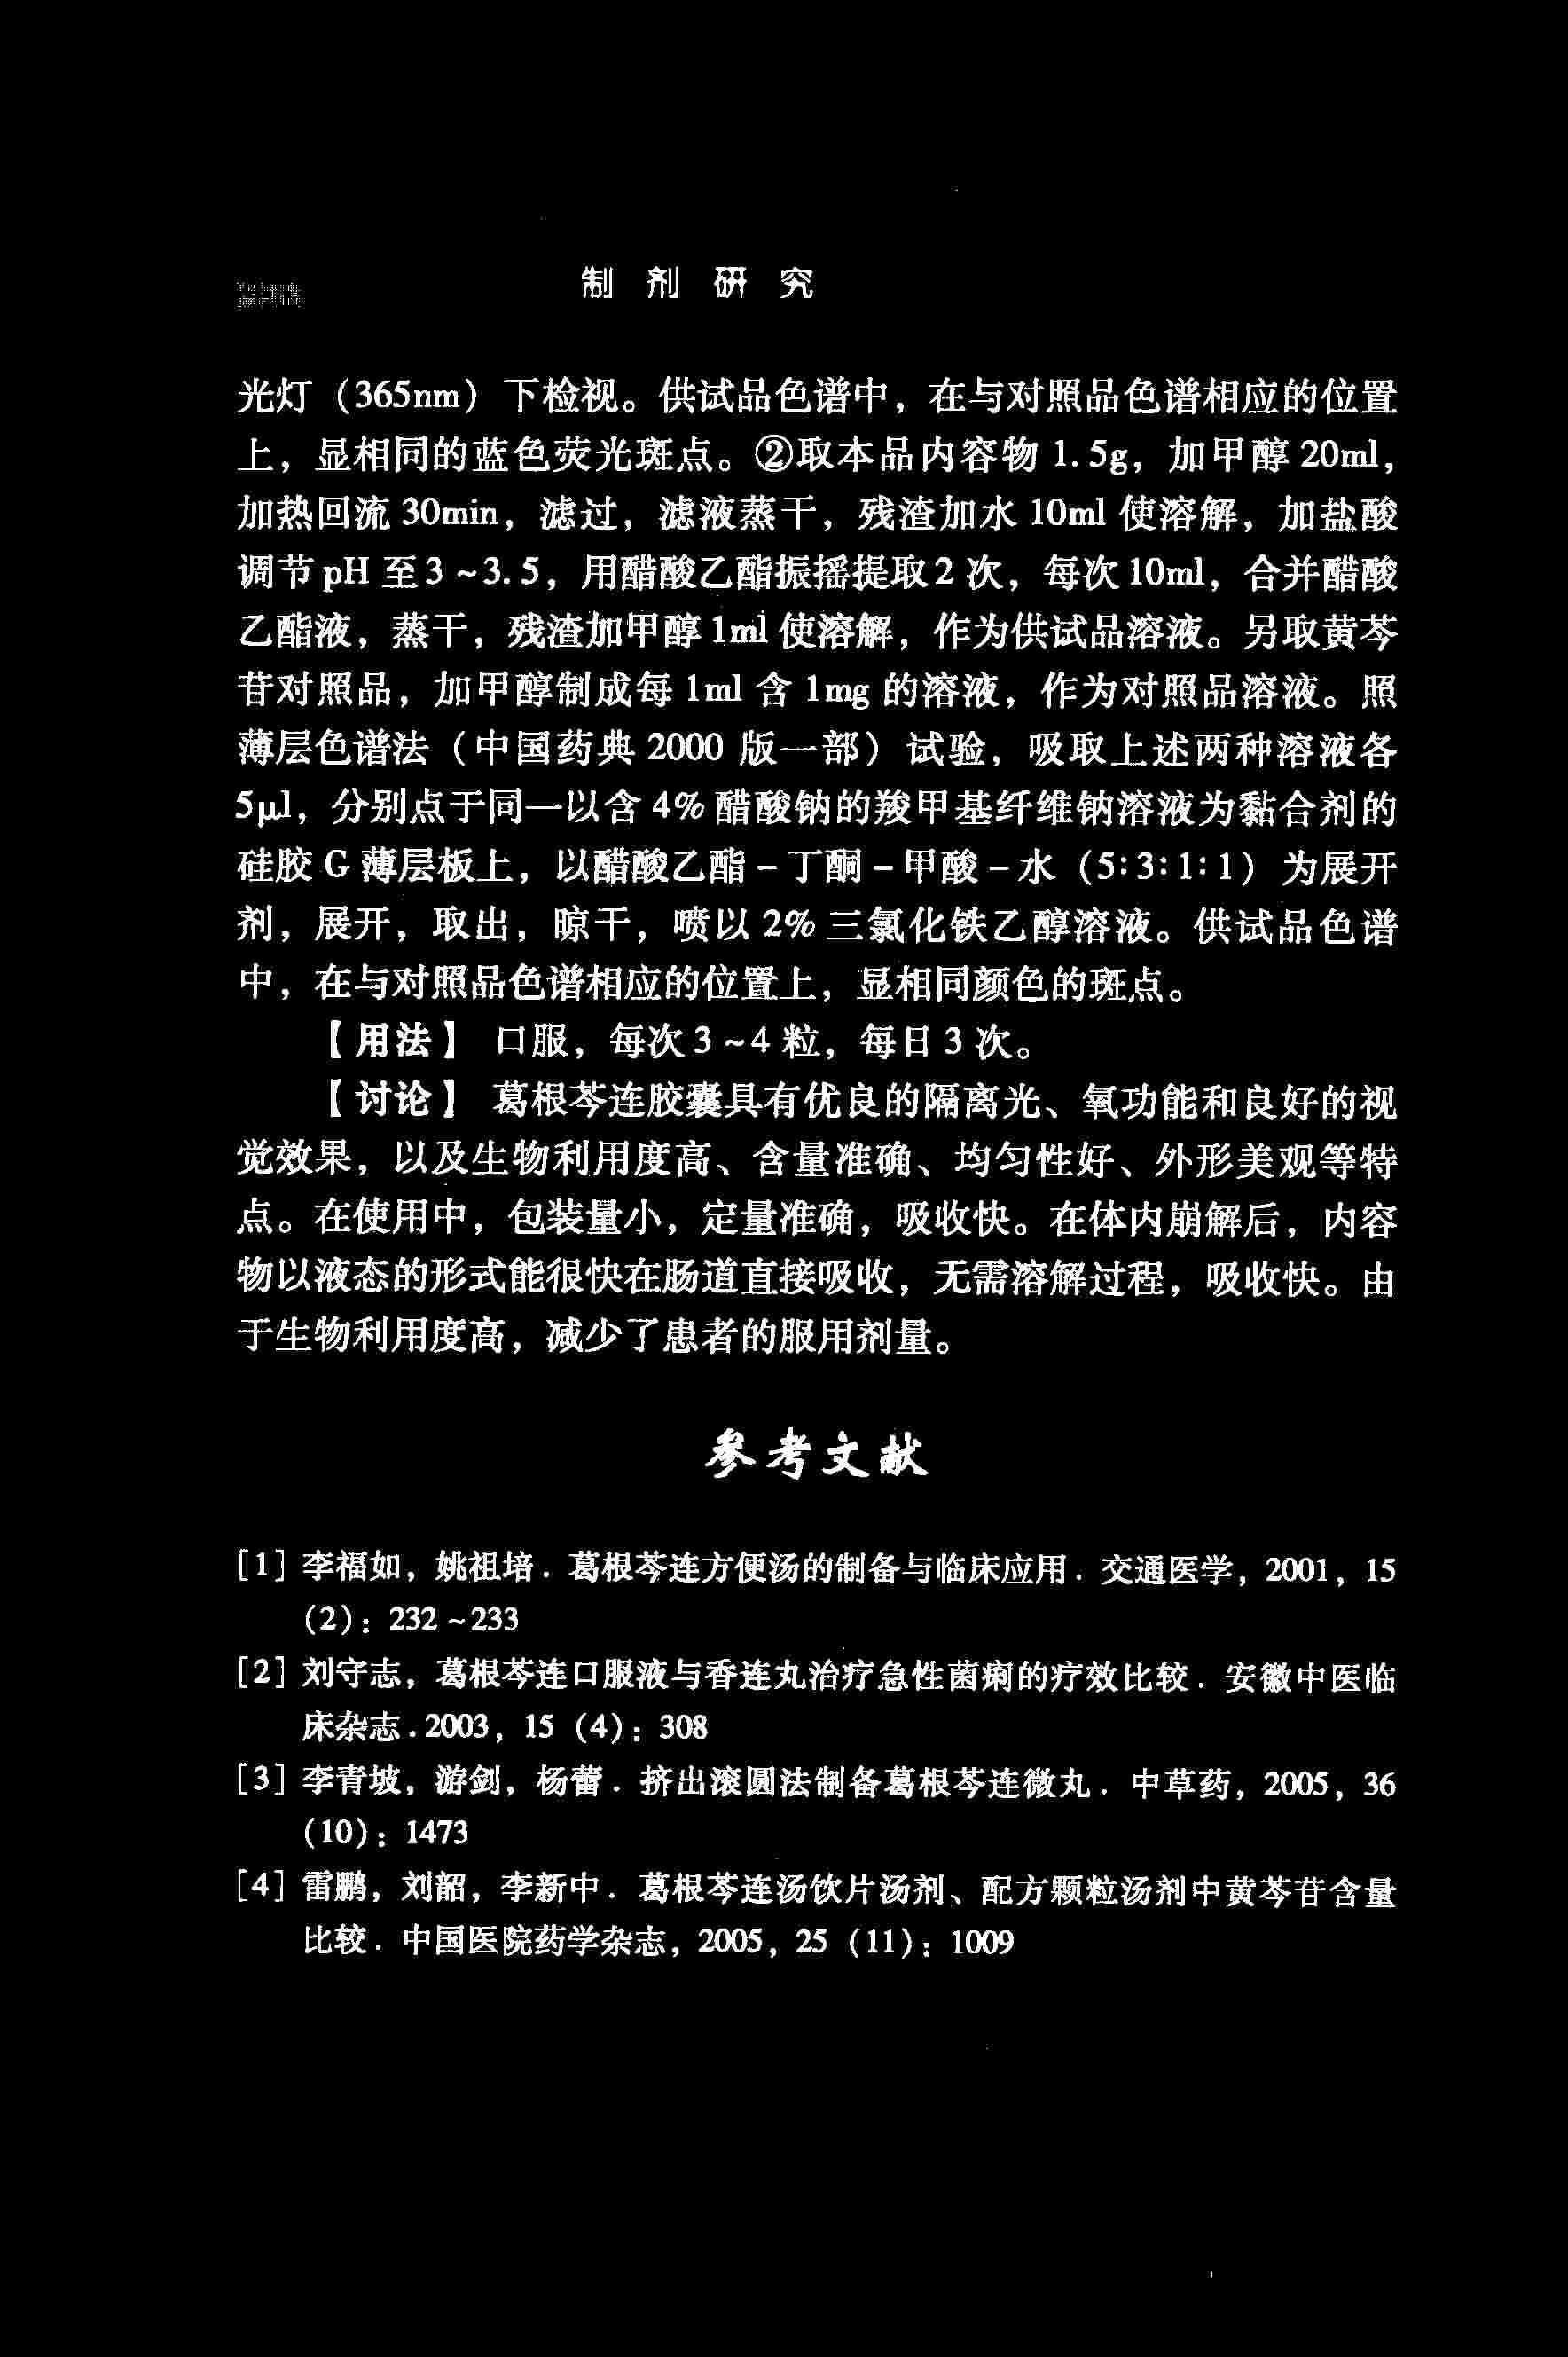 制剂研究
光灯（365nm）下检视。供试品色谱中，在与对照品色谱相应的位置
上，显相同的蓝色荧光斑点。②取本品内容物 1.5g，加甲醇 20ml，
加热回流 30min，滤过，滤液蒸干，残渣加水 10ml 使溶解，加盐酸
调节 pH 至 3～3.5，用醋酸乙酯振摇提取 2 次，每次 10ml，合并醋酸
乙酯液，蒸干，残渣加甲醇 1ml 使溶解，作为供试品溶液。另取黄芩
苷对照品，加甲醇制成每 1ml 含 1mg 的溶液，作为对照品溶液。照
薄层色谱法（中国药典 2000 版一部）试验，吸取上述两种溶液各
5μl，分别点于同一以含 4% 醋酸钠的羧甲基纤维钠溶液为黏合剂的
硅胶 G 薄层板上，以醋酸乙酯－丁酮－甲酸－水（5∶3∶1∶1）为展开
剂，展开，取出，晾干，喷以 2% 三氯化铁乙醇溶液。供试品色谱
中，在与对照品色谱相应的位置上，显相同颜色的斑点。
【用法】 口服，每次 3～4 粒，每日 3 次。
【讨论】 葛根芩连胶囊具有优良的隔离光、氧功能和良好的视
觉效果，以及生物利用度高、含量准确、均匀性好、外形美观等特
点。在使用中，包装量小，定量准确，吸收快。在体内崩解后，内容
物以液态的形式能很快在肠道直接吸收，无需溶解过程，吸收快。由
于生物利用度高，减少了患者的服用剂量。
参考文献
[1] 李福如，姚祖培．葛根芩连方便汤的制备与临床应用．交通医学，2001，15
（2）：232～233
[2] 刘守志，葛根芩连口服液与香连丸治疗急性菌痢的疗效比较．安徽中医临
床杂志．2003，15（4）：308
[3] 李青坡，游剑，杨蕾．挤出滚圆法制备葛根芩连微丸．中草药，2005，36
（10）：1473
[4] 雷鹏，刘韶，李新中．葛根芩连汤饮片汤剂、配方颗粒汤剂中黄芩苷含量
比较．中国医院药学杂志，2005，25（11）：1009